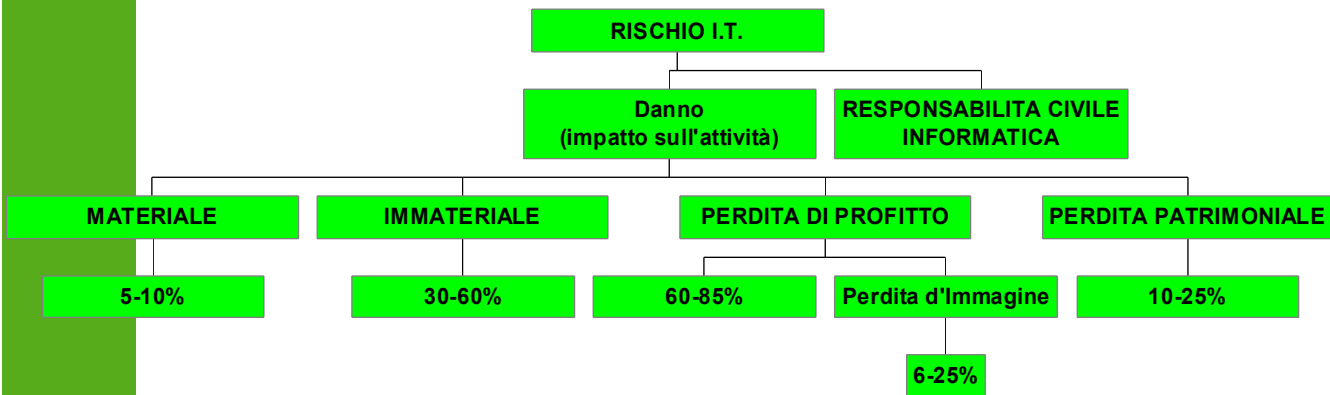 RISCHIO I.T.
Danno
(impatto sull'attività)
RESPONSABILITA CIVILE
INFORMATICA
MATERIALE
IMMATERIALE
PERDITA DI PROFITTO
PERDITA PATRIMONIALE
5-10%
30-60%
60-85%
Perdita d'Immagine
10-25%
6-25%